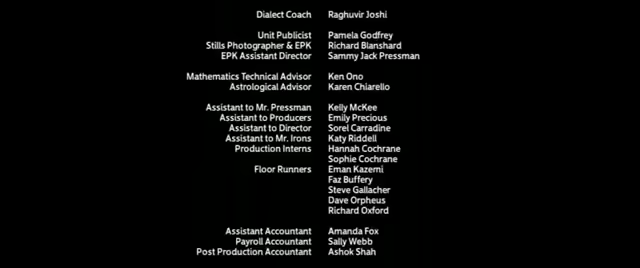 Dialect Coach Raghuvir Joshi
Unit Publicist Pamela Godfrey
Stills Photographer & EPK Richard Blanshard
EPK Assistant Director Sammy Jack Pressman
Mathematics Technical Advisor Ken Ono
Astrological Advisor Karen Chiarello
Assistant to Mr. Pressman Kelly McKee
Assistant to Producers Emily Precious
Assistant to Director Sorel Carradine
Assistant to Mr. Irons Katy Riddell
Production Interns Hannah Cochrane
Sophie Cochrane
Floor Runners Eman Kazemi
Faz Buffery
Steve Gallacher
Dave Orpheus
Richard Oxford
Assistant Accountant Amanda Fox
Payroll Accountant Sally Webb
Post Production Accountant Ashok Shah